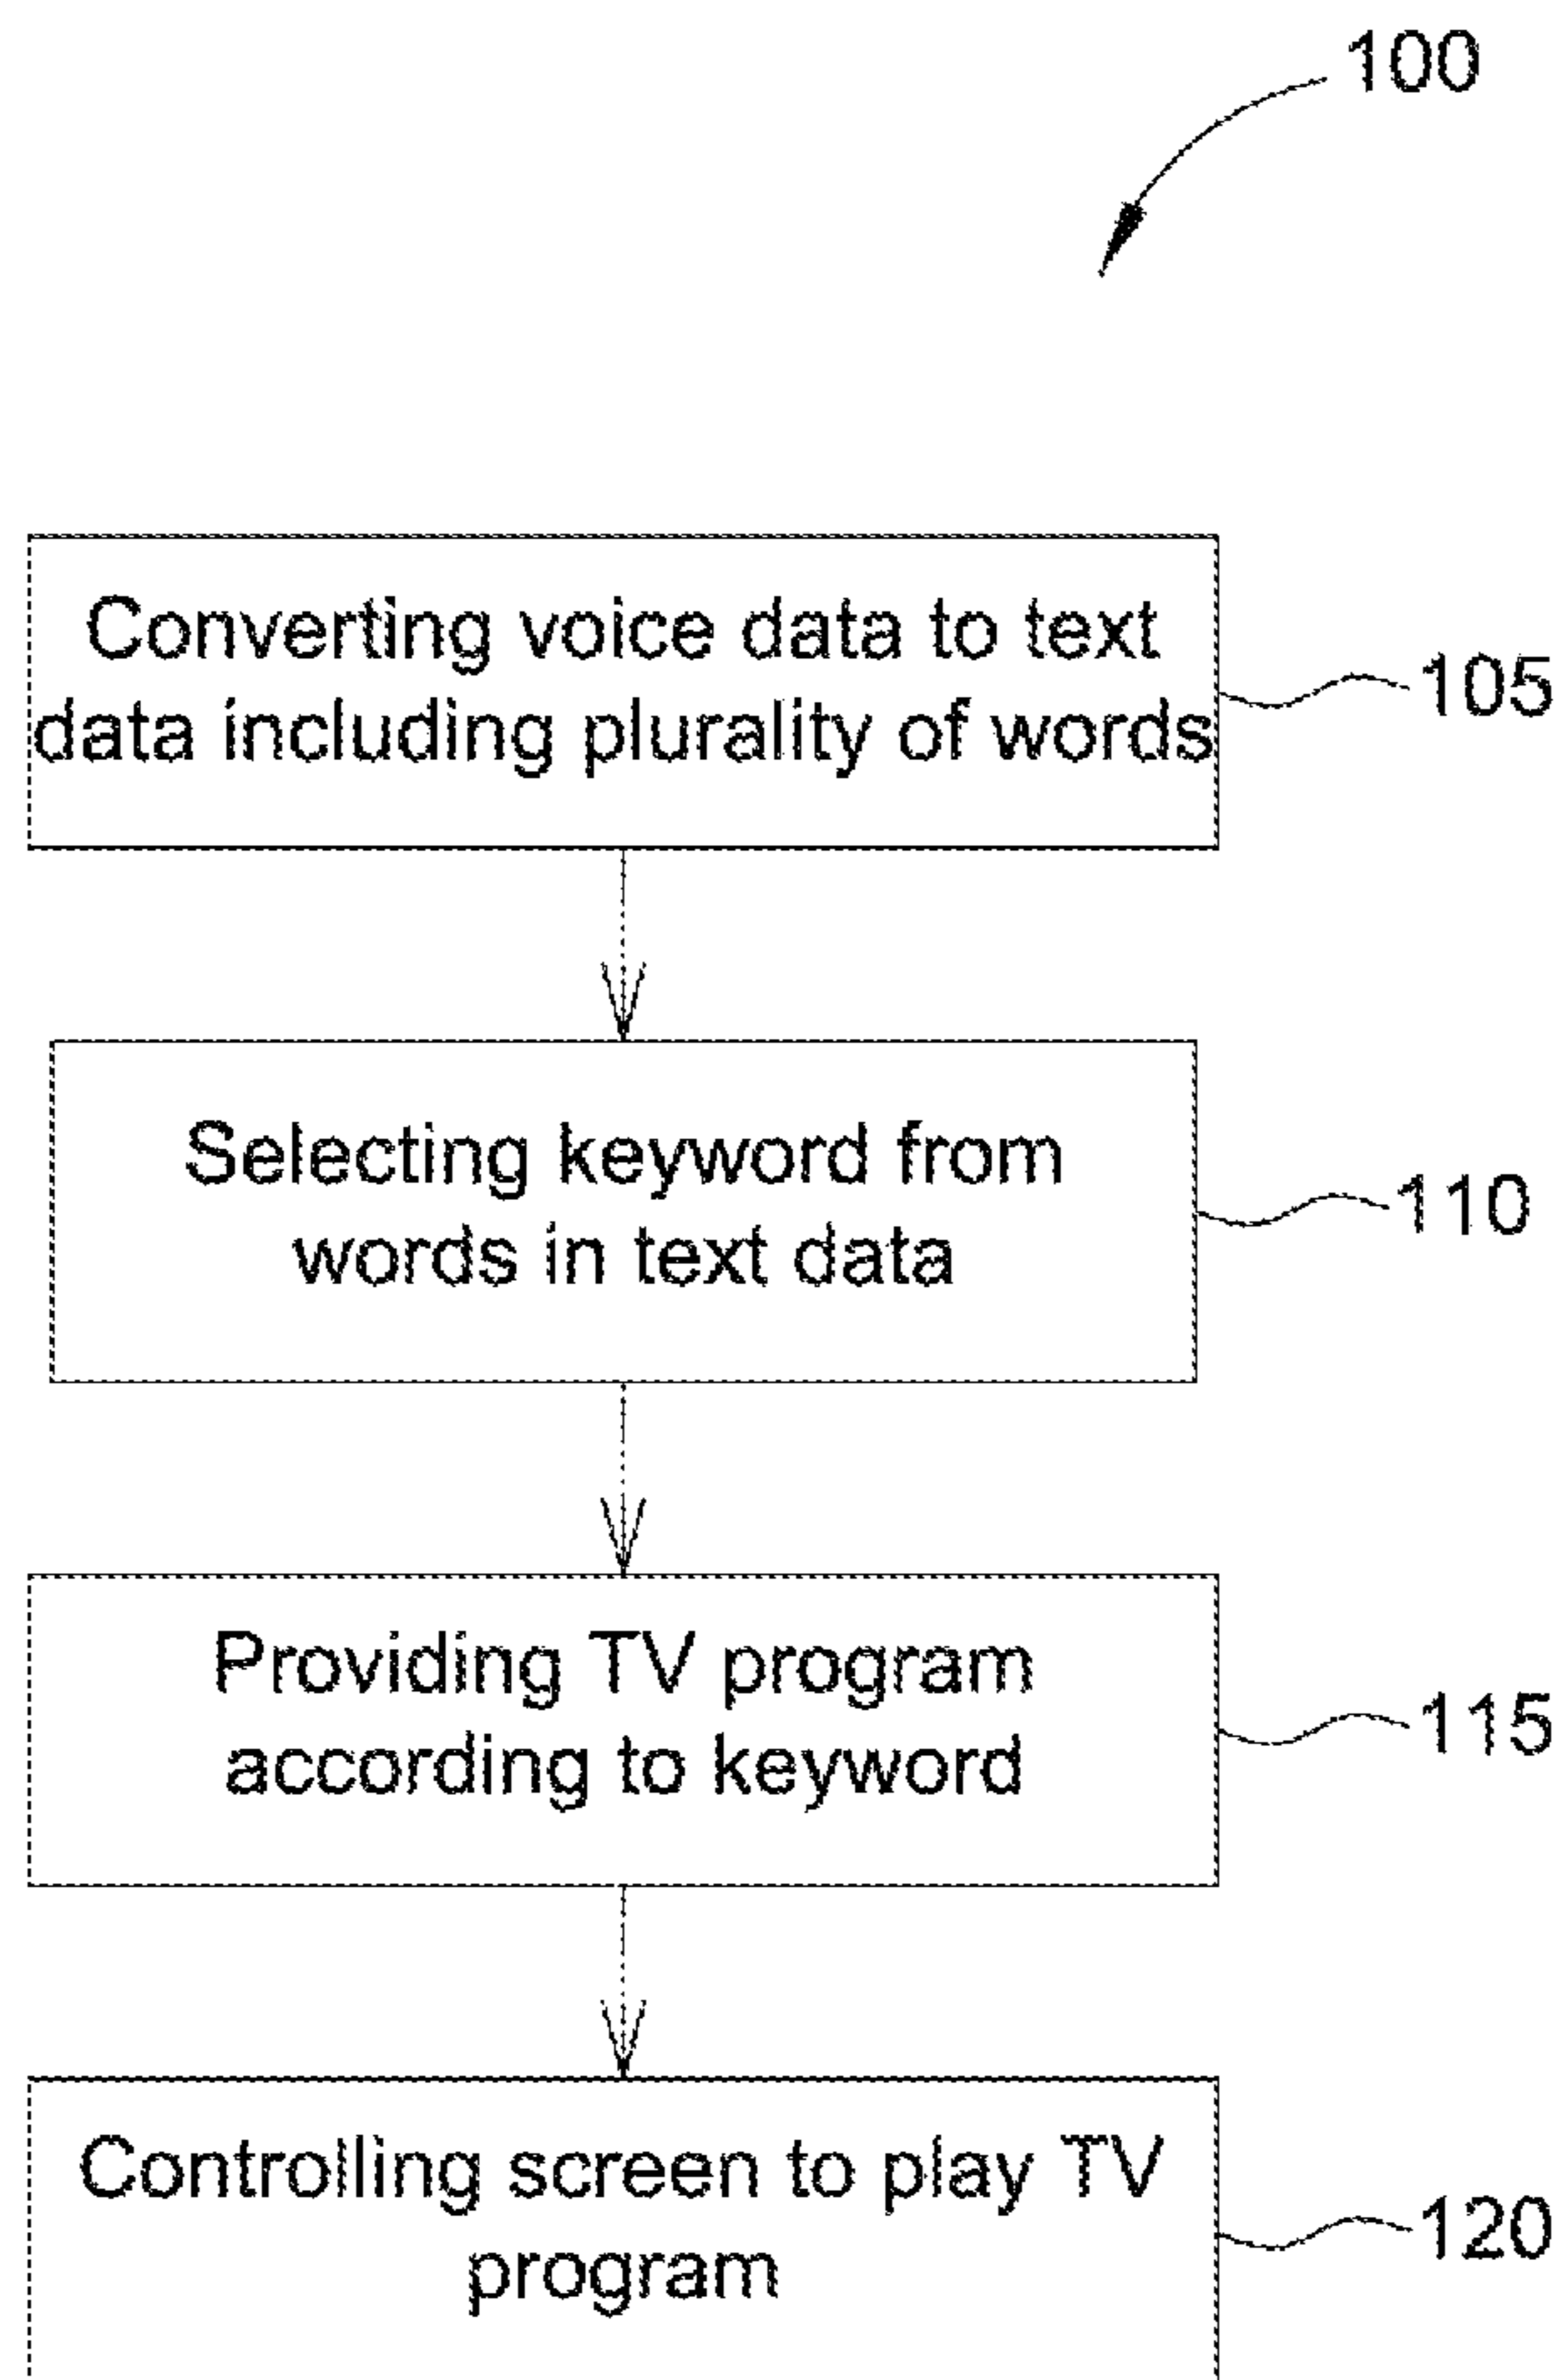 100
Converting voice data to text
data including plurality of words
105
Selecting keyword from
words in text data
110
Providing TV program
according to keyword
115
Controlling screen to play TV
program
120